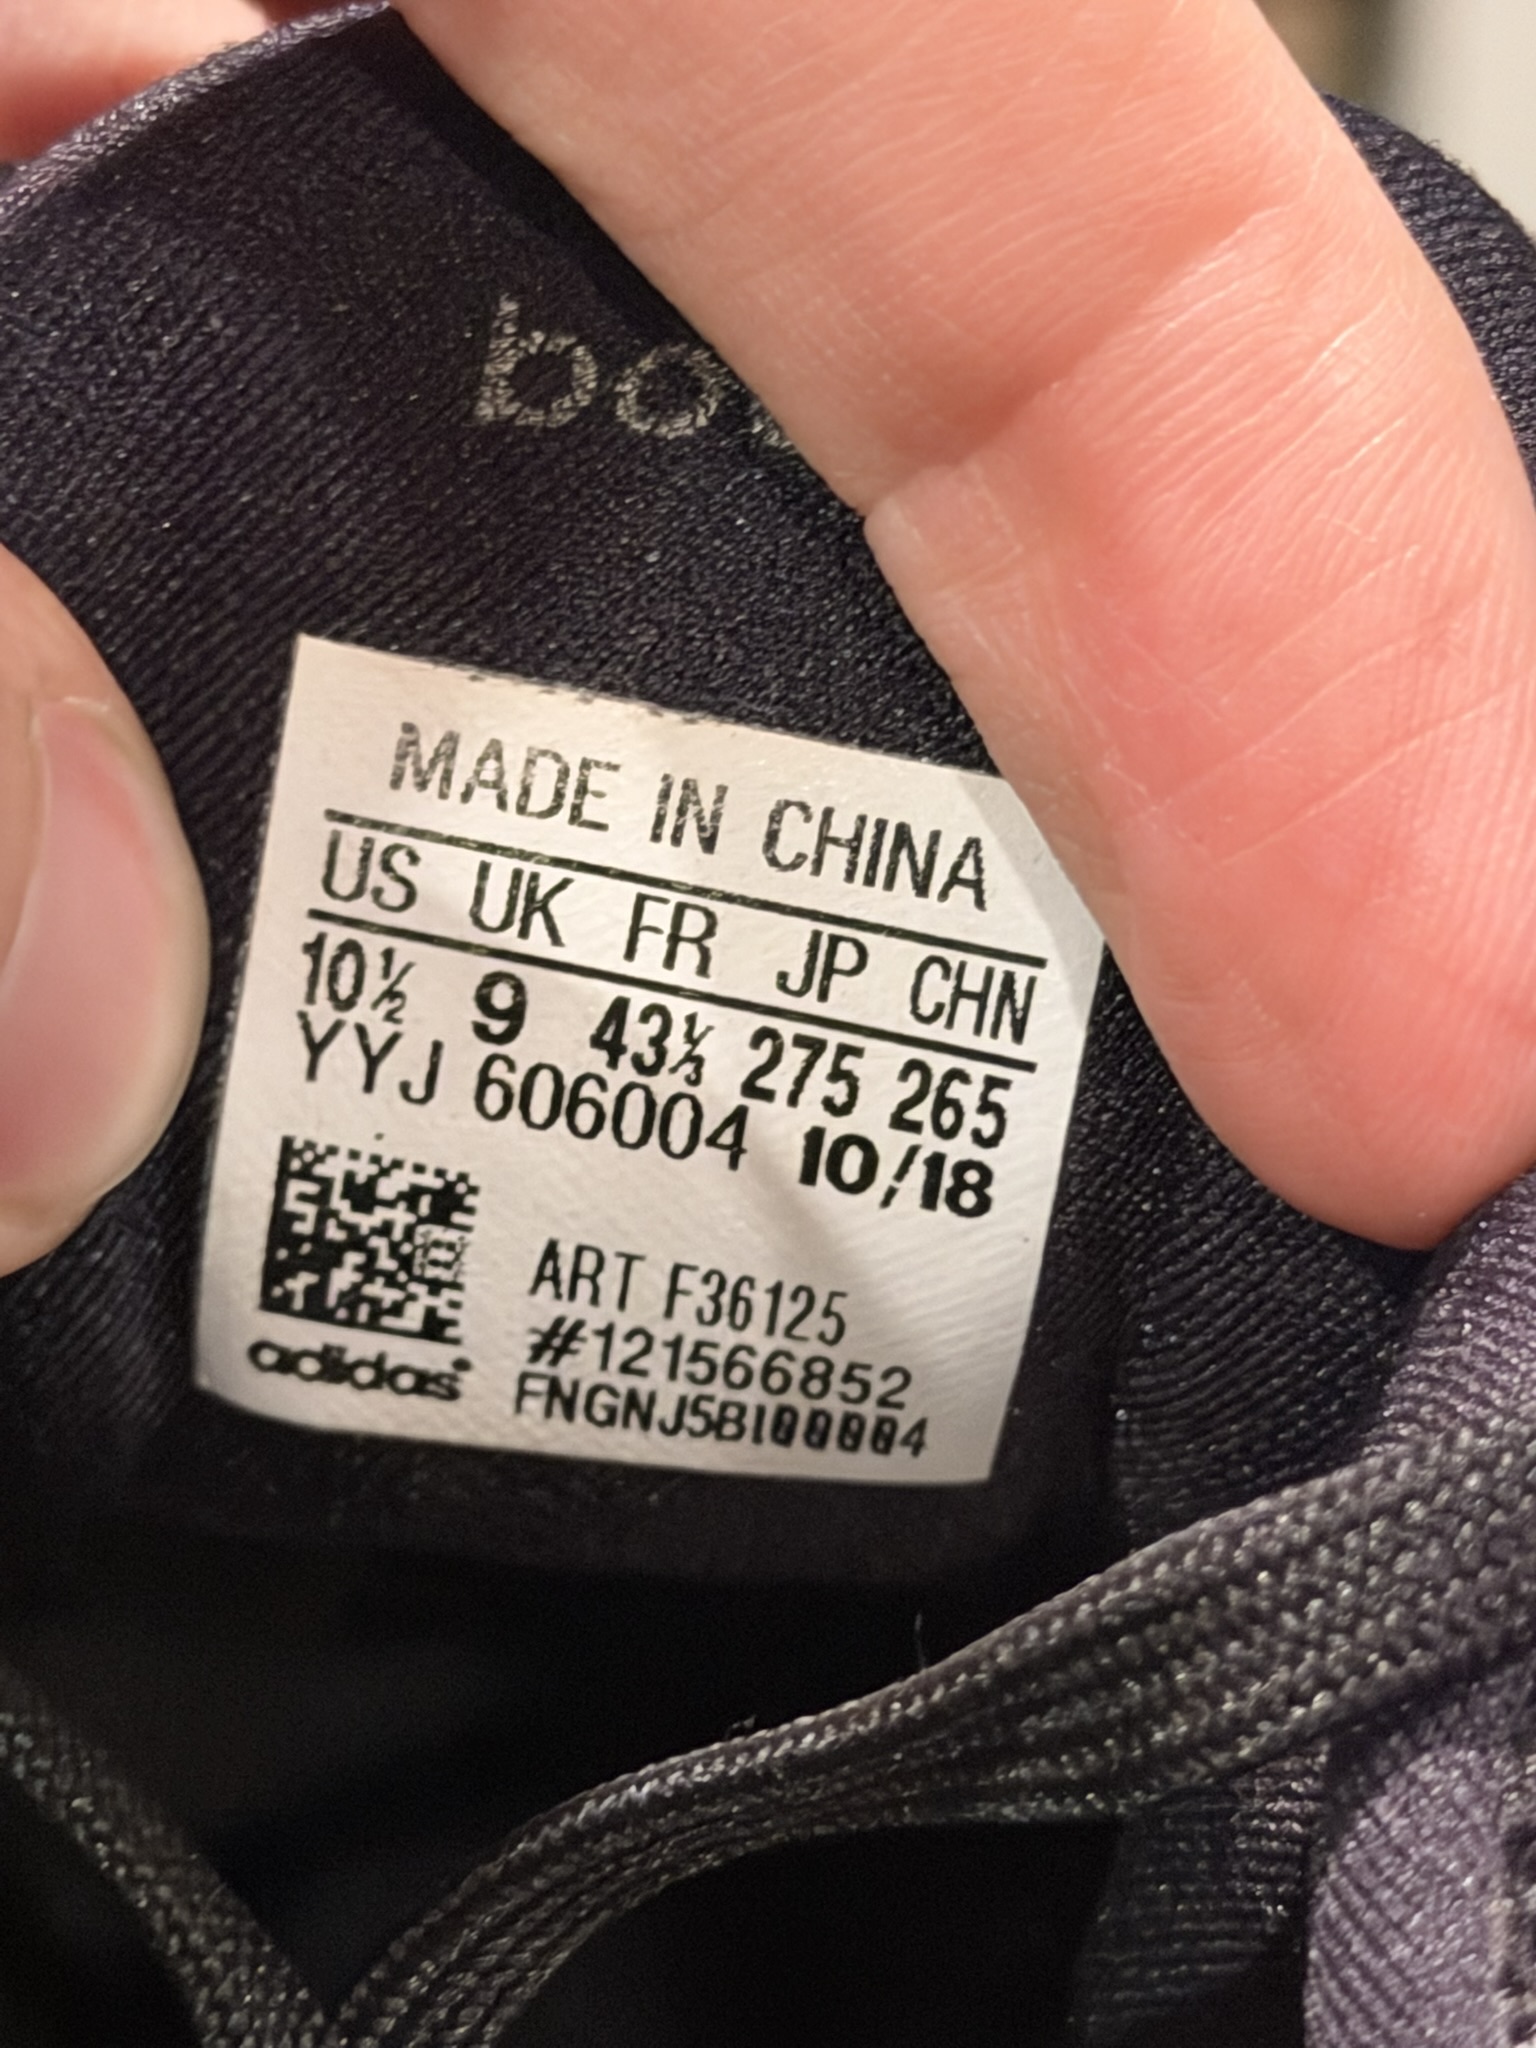 MADE IN CHINA
US UK FR JP CHN
10½ 9 43⅓ 275 265
YYJ 606004 10/18
ART F36125
#121566852
adidas
FNGNJ5B100004